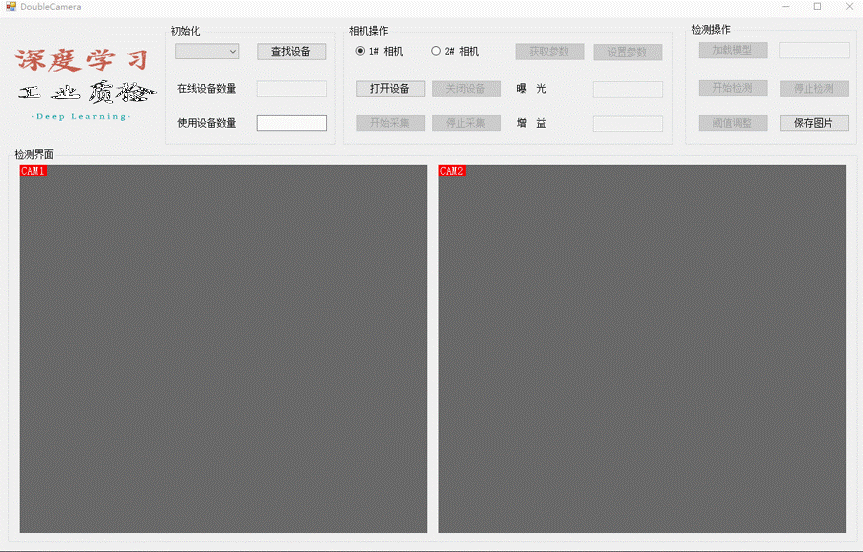 DoubleCamera
深度学习
工业质检
·Deep Learning·
初始化
查找设备
在线设备数量
使用设备数量
相机操作
1# 相机
2# 相机
获取参数
设置参数
打开设备
关闭设备
曝 光
开始采集
停止采集
增 益
检测操作
加载模型
开始检测
停止检测
阈值调整
保存图片
检测界面
CAM1
CAM2